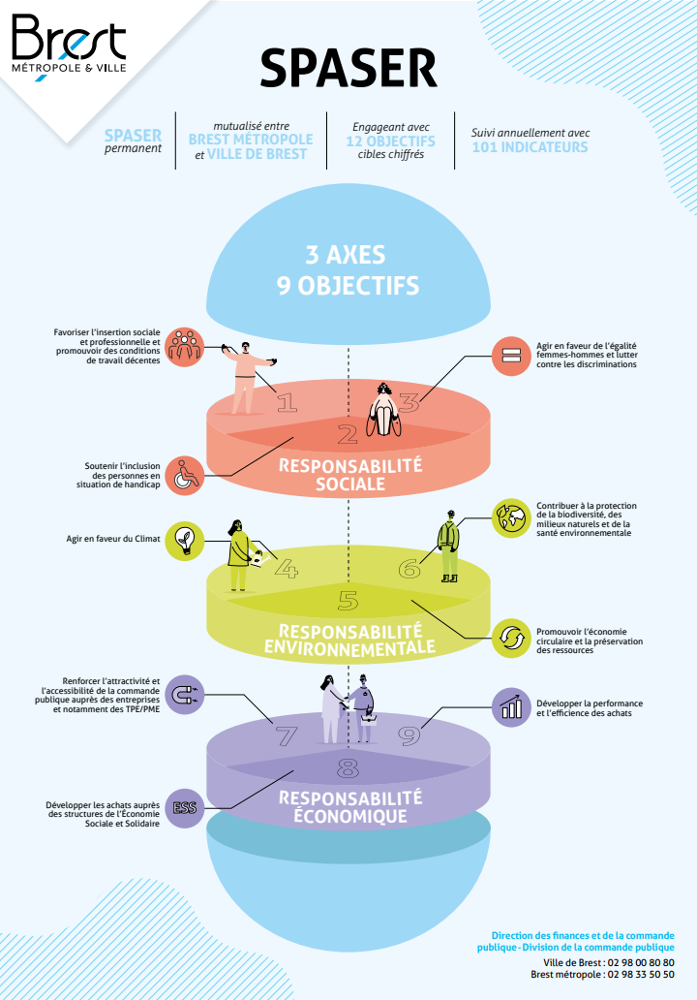 Brest
MÉTROPOLE & VILLE
SPASER
SPASER
permanent
mutualisé entre
BREST MÉTROPOLE
et VILLE DE BREST
Engageant avec
12 OBJECTIFS
cibles chiffrés
Suivi annuellement avec
101 INDICATEURS
3 AXES
9 OBJECTIFS
Favoriser l'insertion sociale
et professionnelle et
promouvoir des conditions
de travail décentes
Agir en faveur de l'égalité
femmes-hommes et lutter
contre les discriminations
1
3
2
Soutenir l'inclusion
des personnes en
situation de handicap
RESPONSABILITÉ
SOCIALE
Agir en faveur du Climat
Contribuer à la protection
de la biodiversité, des
milieux naturels et de la
santé environnementale
4
6
5
RESPONSABILITÉ
ENVIRONNEMENTALE
Promouvoir l'économie
circulaire et la préservation
des ressources
Renforcer l'attractivité et
l'accessibilité de la commande
publique auprès des entreprises
et notamment des TPE/PME
Développer la performance
et l'efficience des achats
7
9
8
Développer les achats auprès
des structures de l'Économie
Sociale et Solidaire
ESS
RESPONSABILITÉ
ÉCONOMIQUE
Direction des finances et de la commande
publique - Division de la commande publique
Ville de Brest : 02 98 00 80 80
Brest métropole : 02 98 33 50 50